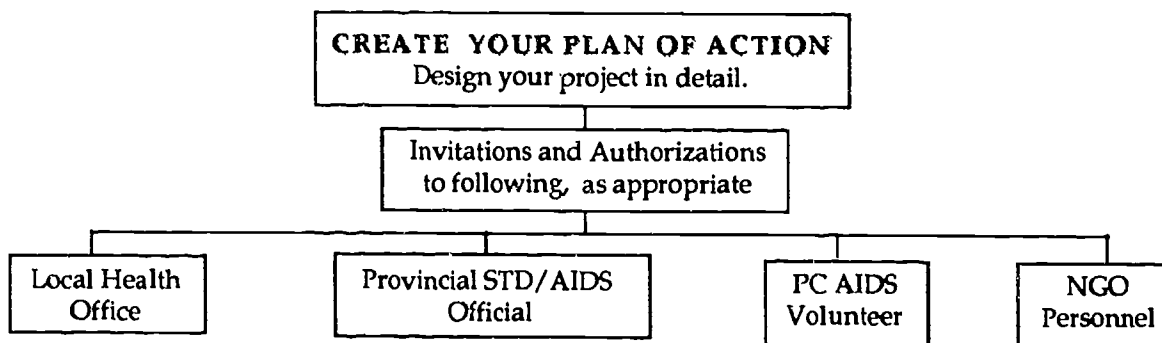 CREATE YOUR PLAN OF ACTION
Design your project in detail.
Invitations and Authorizations
to following, as appropriate
Local Health
Office
Provincial STD/AIDS
Official
PC AIDS
Volunteer
NGO
Personnel